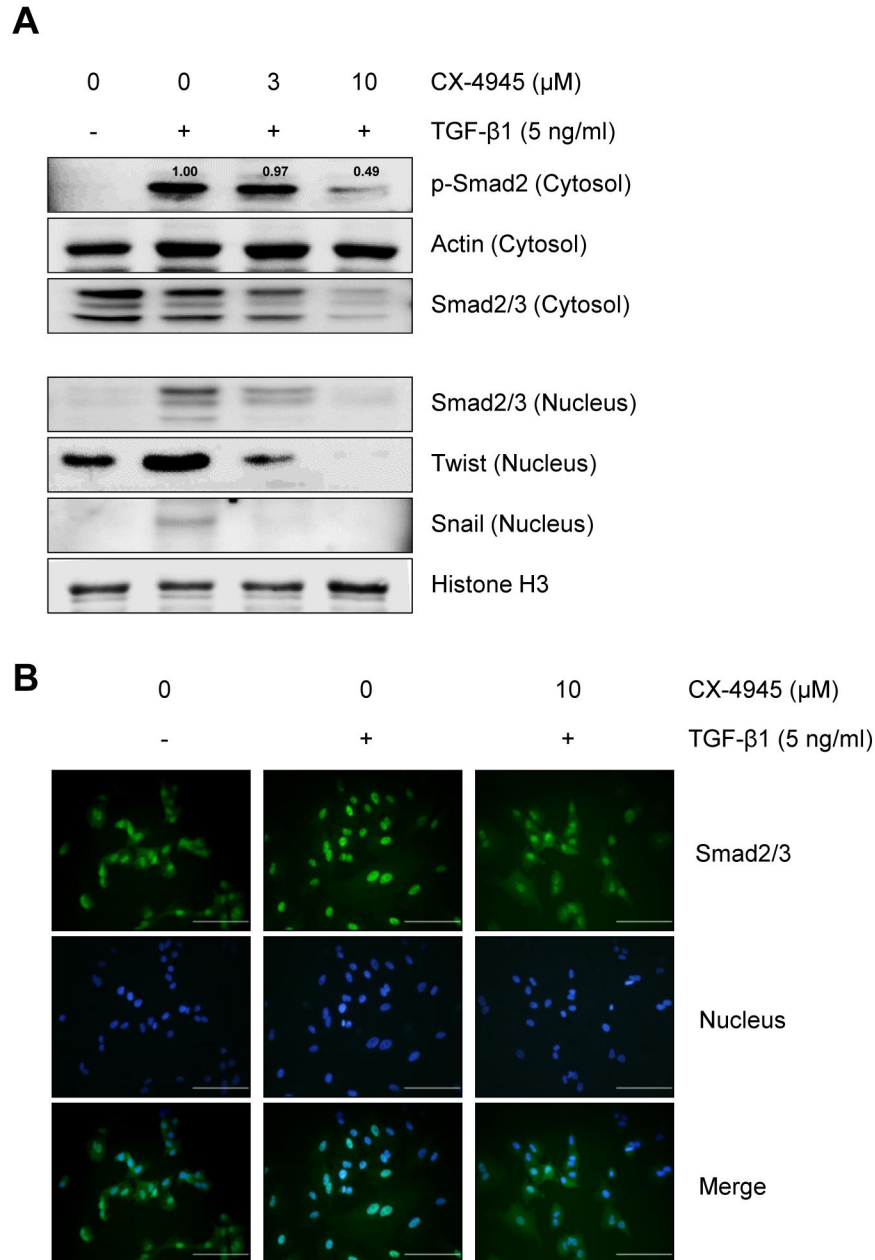 A
0 0 3 10 CX-4945 (µM)
- + + + TGF-β1 (5 ng/ml)
1.00 0.97 0.49 p-Smad2 (Cytosol)
Actin (Cytosol)
Smad2/3 (Cytosol)
Smad2/3 (Nucleus)
Twist (Nucleus)
Snail (Nucleus)
Histone H3
B
0 0 10 CX-4945 (µM)
- + + TGF-β1 (5 ng/ml)
Smad2/3
Nucleus
Merge